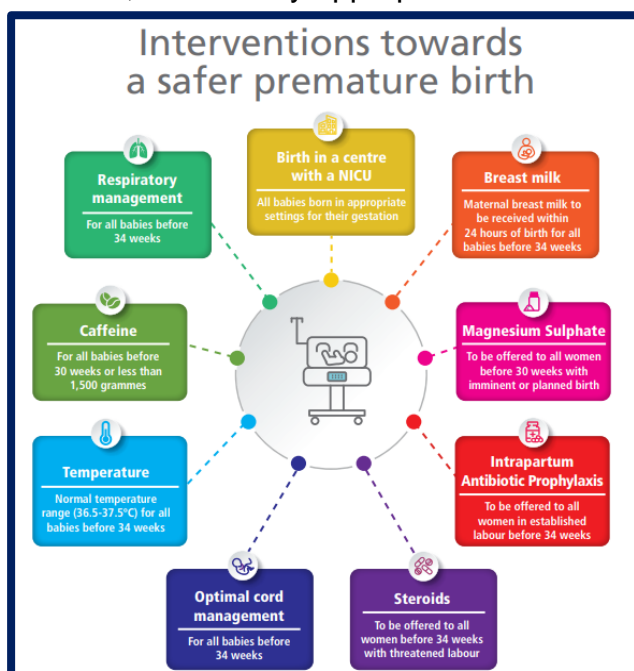 Interventions towards
a safer premature birth
Birth in a centre
with a NICU
All babies born in appropriate
settings for their gestation
Respiratory
management
For all babies before
34 weeks
Breast milk
Maternal breast milk to
be received within
24 hours of birth for all
babies before 34 weeks
Caffeine
For all babies before
30 weeks or less than
1,500 grammes
Magnesium Sulphate
To be offered to all women
before 30 weeks with
imminent or planned birth
Temperature
Normal temperature
range (36.5-37.5°C) for all
babies before 34 weeks
Intrapartum
Antibiotic Prophylaxis
To be offered to all
women in established
labour before 34 weeks
Optimal cord
management
For all babies before
34 weeks
Steroids
To be offered to all
women before 34 weeks
with threatened labour